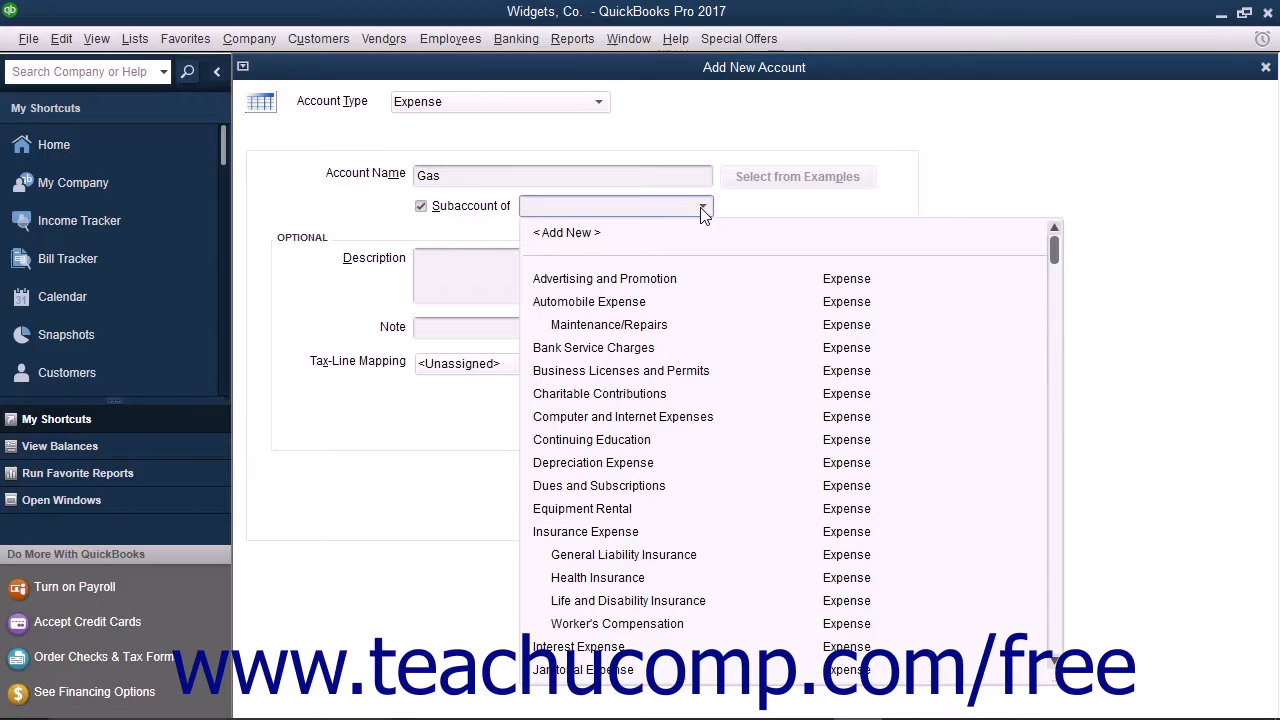 Widgets, Co. - QuickBooks Pro 2017
File Edit View Lists Favorites Company Customers Vendors Employees Banking Reports Window Help Special Offers
Search Company or Help
Add New Account
My Shortcuts
Home
My Company
Income Tracker
Bill Tracker
31
Calendar
Snapshots
Customers
My Shortcuts
View Balances
Run Favorite Reports
Open Windows
Do More With QuickBooks
Turn on Payroll
Accept Credit Cards
Order Checks & Tax Form
See Financing Options
Account Type Expense
Account Name Gas Select from Examples
Subaccount of
OPTIONAL
Description
Note
Tax-Line Mapping <Unassigned>
< Add New >
Advertising and Promotion Expense
Automobile Expense Expense
Maintenance/Repairs Expense
Bank Service Charges Expense
Business Licenses and Permits Expense
Charitable Contributions Expense
Computer and Internet Expenses Expense
Continuing Education Expense
Depreciation Expense Expense
Dues and Subscriptions Expense
Equipment Rental Expense
Insurance Expense Expense
General Liability Insurance Expense
Health Insurance Expense
Life and Disability Insurance Expense
Worker's Compensation Expense
Interest Expense Expense
Janitorial Expense Expense
www.teachucomp.com/free